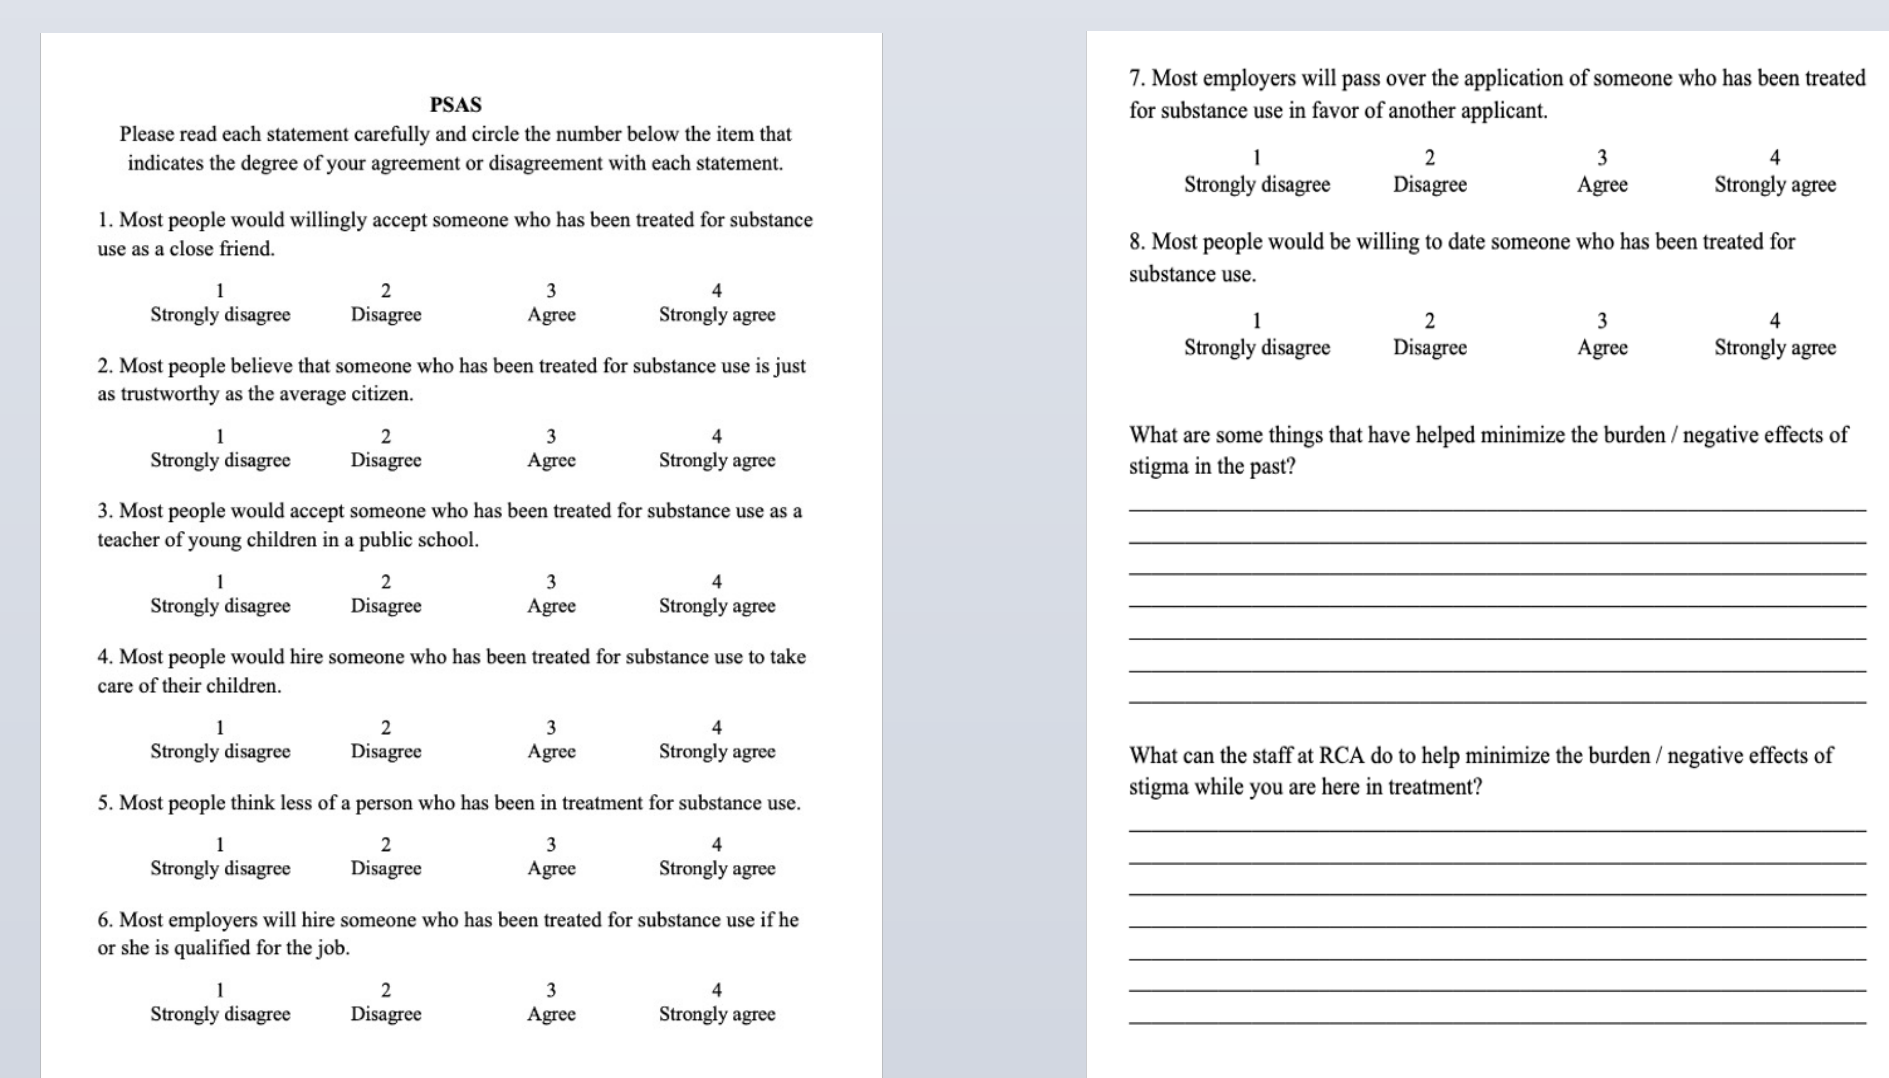 PSAS
Please read each statement carefully and circle the number below the item that
indicates the degree of your agreement or disagreement with each statement.
1. Most people would willingly accept someone who has been treated for substance
use as a close friend.
1 2 3 4
Strongly disagree Disagree Agree Strongly agree
2. Most people believe that someone who has been treated for substance use is just
as trustworthy as the average citizen.
1 2 3 4
Strongly disagree Disagree Agree Strongly agree
3. Most people would accept someone who has been treated for substance use as a
teacher of young children in a public school.
1 2 3 4
Strongly disagree Disagree Agree Strongly agree
4. Most people would hire someone who has been treated for substance use to take
care of their children.
1 2 3 4
Strongly disagree Disagree Agree Strongly agree
5. Most people think less of a person who has been in treatment for substance use.
1 2 3 4
Strongly disagree Disagree Agree Strongly agree
6. Most employers will hire someone who has been treated for substance use if he
or she is qualified for the job.
1 2 3 4
Strongly disagree Disagree Agree Strongly agree
7. Most employers will pass over the application of someone who has been treated
for substance use in favor of another applicant.
1 2 3 4
Strongly disagree Disagree Agree Strongly agree
8. Most people would be willing to date someone who has been treated for
substance use.
1 2 3 4
Strongly disagree Disagree Agree Strongly agree
What are some things that have helped minimize the burden / negative effects of
stigma in the past?
What can the staff at RCA do to help minimize the burden / negative effects of
stigma while you are here in treatment?